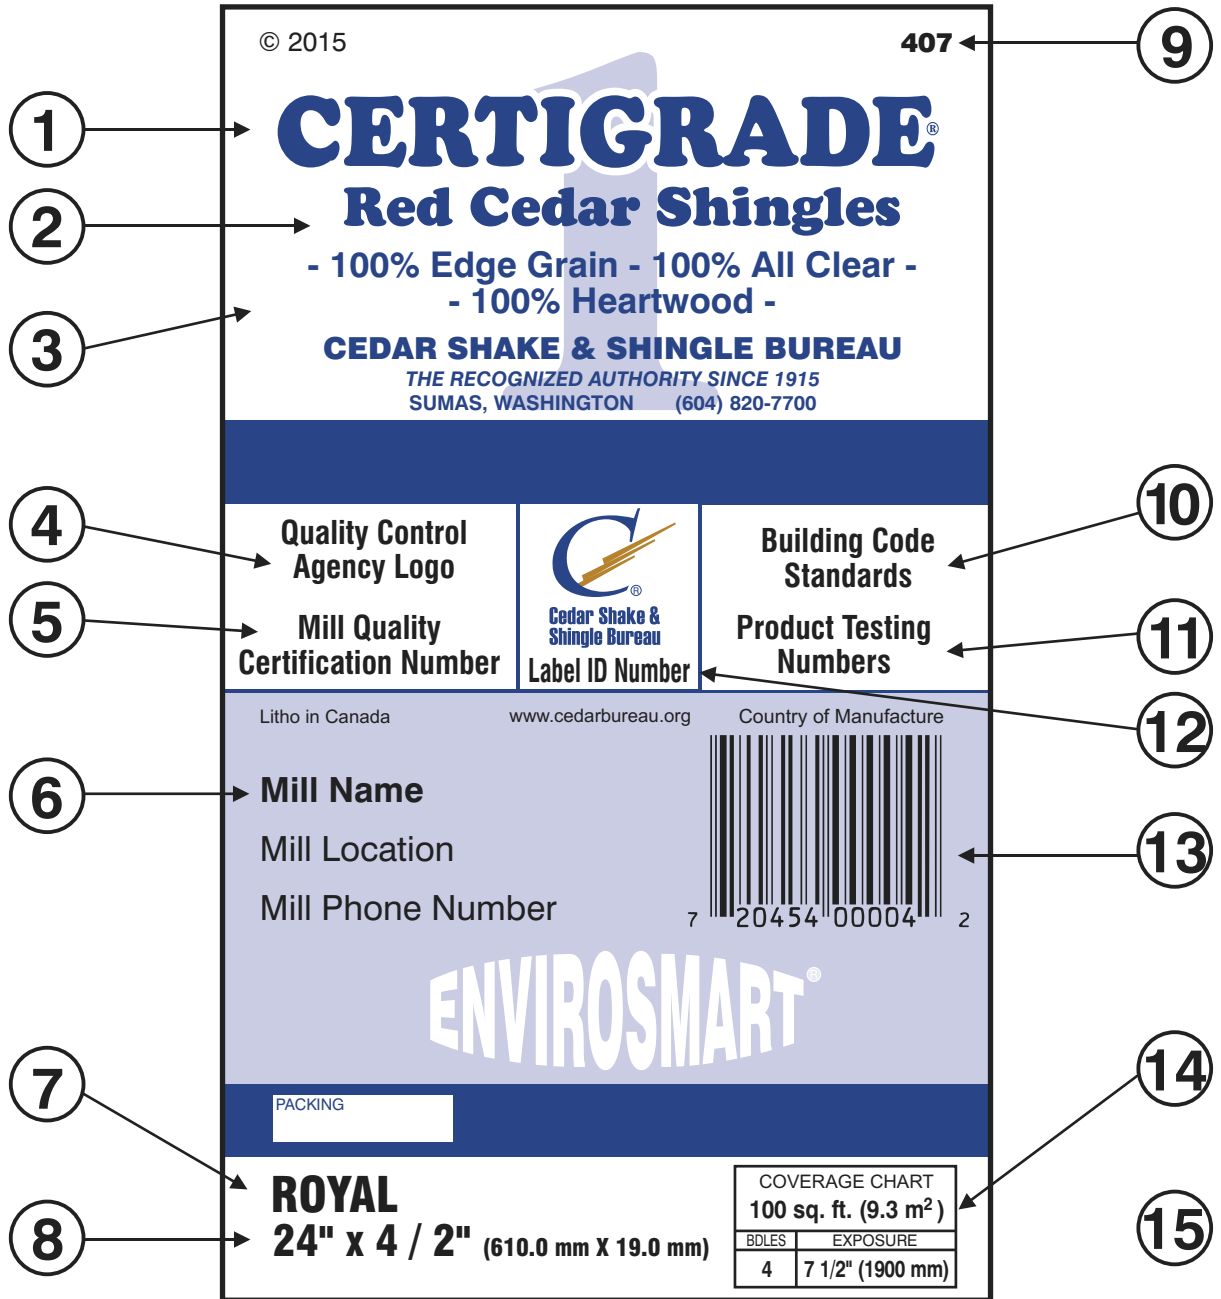 © 2015
407
9
1
CERTIGRADE®
2
Red Cedar Shingles
- 100% Edge Grain - 100% All Clear -
- 100% Heartwood -
3
CEDAR SHAKE & SHINGLE BUREAU
THE RECOGNIZED AUTHORITY SINCE 1915
SUMAS, WASHINGTON (604) 820-7700
1
4
Quality Control
Agency Logo
5
Mill Quality
Certification Number
C®
Cedar Shake &
Shingle Bureau
Label ID Number
Building Code
Standards
10
Product Testing
Numbers
11
12
Litho in Canada
www.cedarbureau.org
Country of Manufacture
6
Mill Name
Mill Location
Mill Phone Number
7 20454 00004 2
13
ENVIROSMART®
7
PACKING
14
ROYAL
8
24" x 4 / 2" (610.0 mm X 19.0 mm)
COVERAGE CHART
100 sq. ft. (9.3 m²)
BDLES EXPOSURE
4 7 1/2" (1900 mm)
15